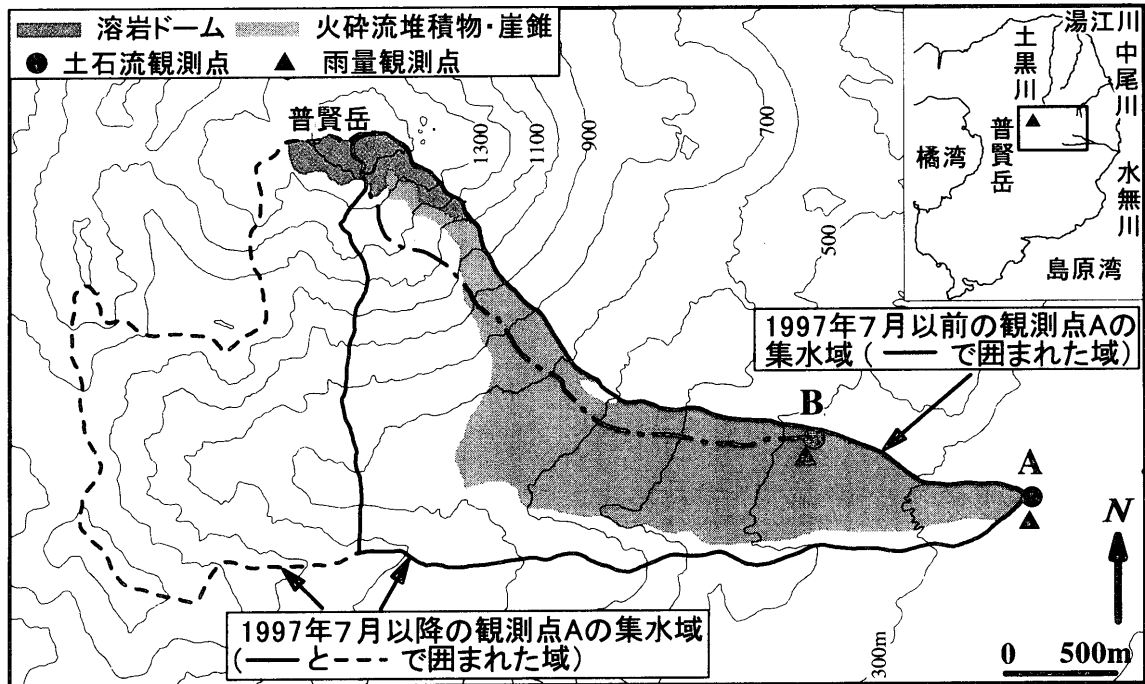 溶岩ドーム 火砕流堆積物・崖錐
土石流観測点 雨量観測点
普賢岳
1300
1100
900
700
500
300m
湯江川
土黒川
中尾川
橘湾
普賢岳
水無川
島原湾
1997年7月以前の観測点Aの
集水域（──で囲まれた域）
B
A
N
1997年7月以降の観測点Aの集水域
（──と---で囲まれた域）
0 500m